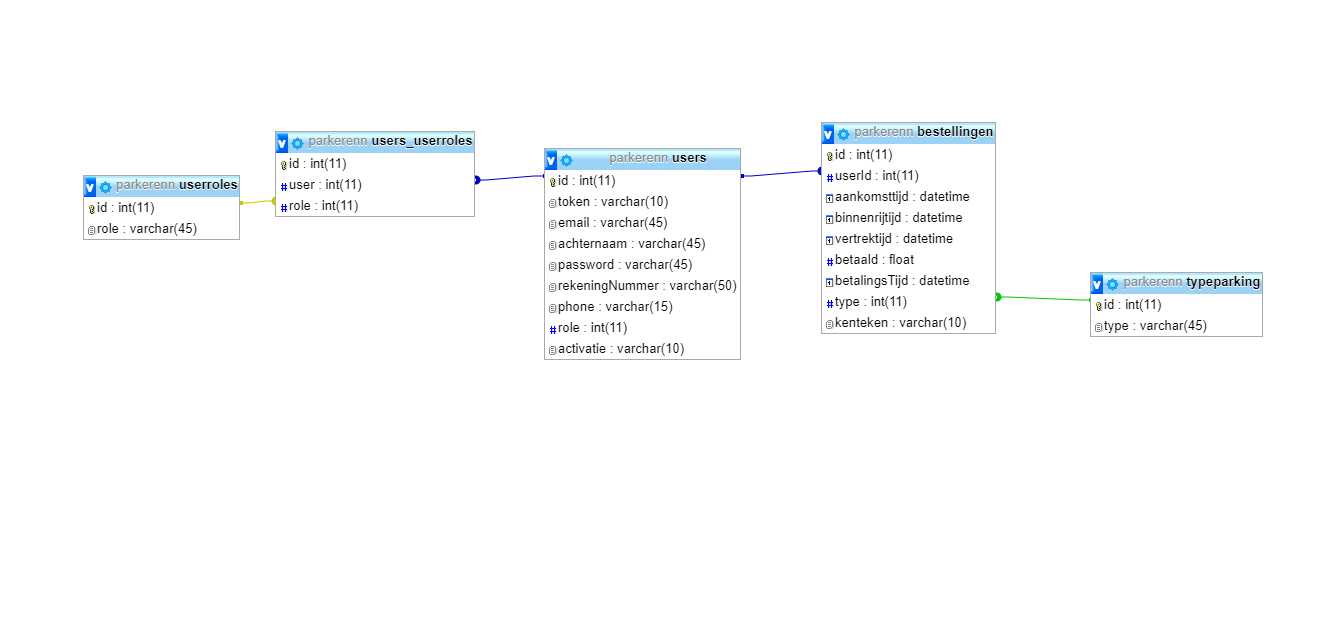 parkerenn userroles
id : int(11)
role : varchar(45)
parkerenn users_userroles
id : int(11)
user : int(11)
role : int(11)
parkerenn users
id : int(11)
token : varchar(10)
email : varchar(45)
achternaam : varchar(45)
password : varchar(45)
rekeningNummer : varchar(50)
phone : varchar(15)
role : int(11)
activatie : varchar(10)
parkerenn bestellingen
id : int(11)
userId : int(11)
aankomsttijd : datetime
binnenrijtijd : datetime
vertrektijd : datetime
betaald : float
betalingsTijd : datetime
type : int(11)
kenteken : varchar(10)
parkerenn typeparking
id : int(11)
type : varchar(45)